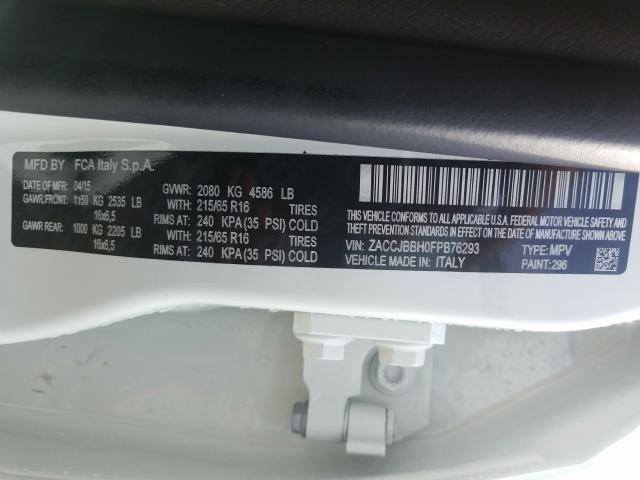 MFD BY FCA Italy S.p.A.
DATE OF MFR: 04/15 GVWR: 2080 KG 4586 LB
GAWR FRONT: 1150 KG 2535 LB WITH: 215/65 R16 TIRES
16x6,5 RIMS AT: 240 KPA (35 PSI) COLD
GAWR REAR: 1000 KG 2205 LB WITH: 215/65 R16 TIRES
16x6,5 RIMS AT: 240 KPA (35 PSI) COLD
THIS VEHICLE CONFORMS TO ALL APPLICABLE U.S.A. FEDERAL MOTOR VEHICLE SAFETY AND
THEFT PREVENTION STANDARDS IN EFFECT ON THE DATE OF MANUFACTURE SHOWN ABOVE
VIN: ZACCJBBH0FPB76293 TYPE: MPV
VEHICLE MADE IN: ITALY PAINT: 296